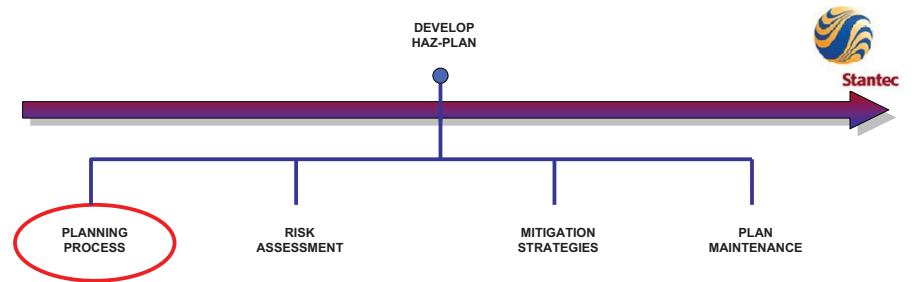 DEVELOP
HAZ-PLAN
Stantec
PLANNING
PROCESS
RISK
ASSESSMENT
MITIGATION
STRATEGIES
PLAN
MAINTENANCE